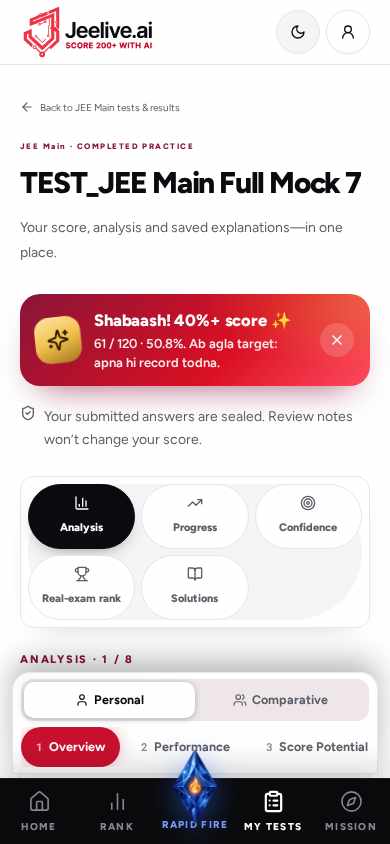 Jeelive.ai
SCORE 200+ WITH AI
Back to JEE Main tests & results
JEE Main · COMPLETED PRACTICE
TEST_JEE Main Full Mock 7
Your score, analysis and saved explanations—in one
place.
Shabaash! 40%+ score ✨
61 / 120 · 50.8%. Ab agla target:
apna hi record todna.
Your submitted answers are sealed. Review notes
won’t change your score.
Analysis
Progress
Confidence
Real-exam rank
Solutions
ANALYSIS · 1 / 8
Personal
Comparative
1 Overview
2 Performance
3 Score Potential
HOME
RANK
RAPID FIRE
MY TESTS
MISSION